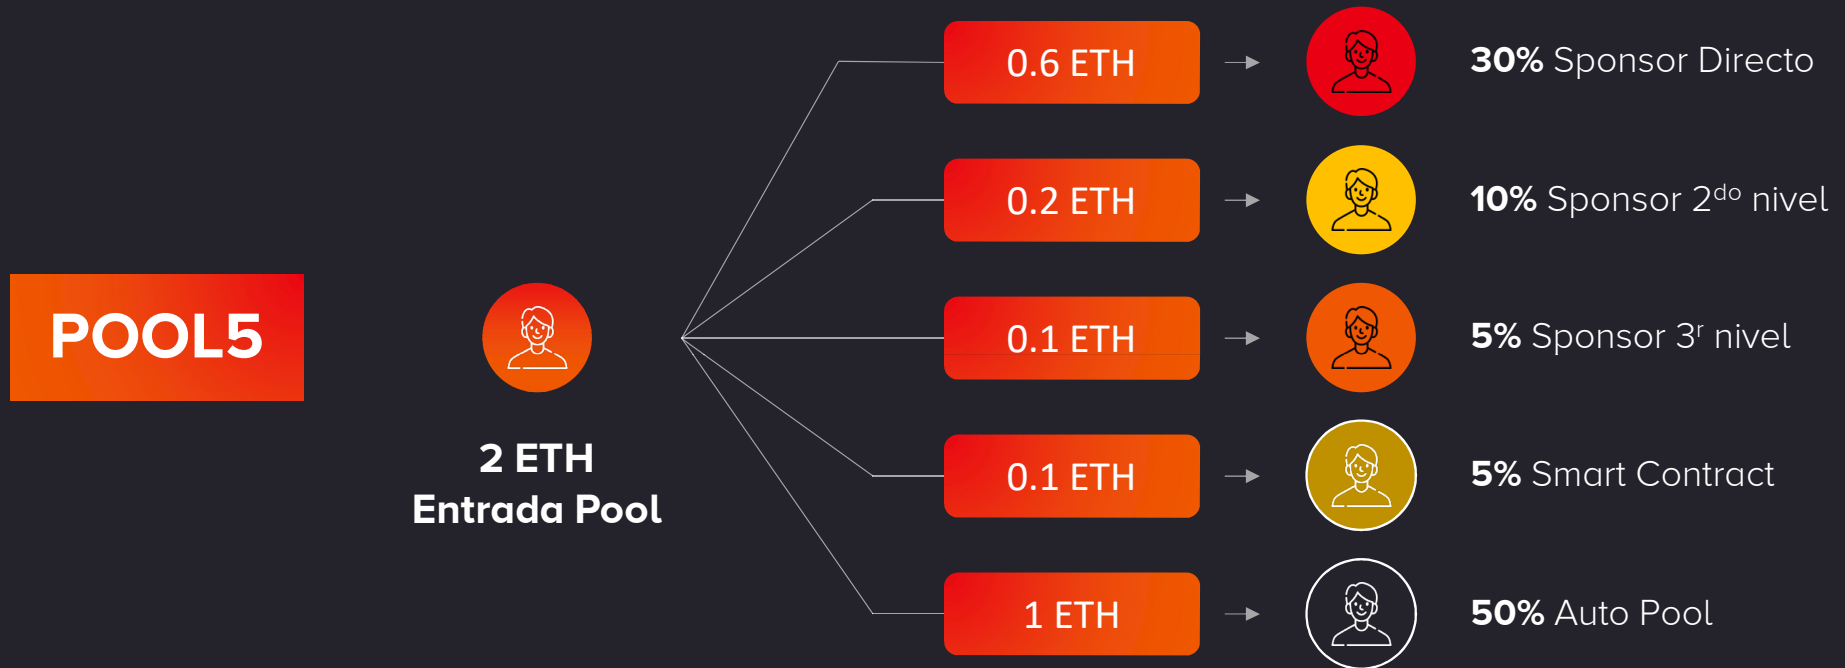 POOL5
2 ETH
Entrada Pool
0.6 ETH
30% Sponsor Directo
0.2 ETH
10% Sponsor 2do nivel
0.1 ETH
5% Sponsor 3r nivel
0.1 ETH
5% Smart Contract
1 ETH
50% Auto Pool